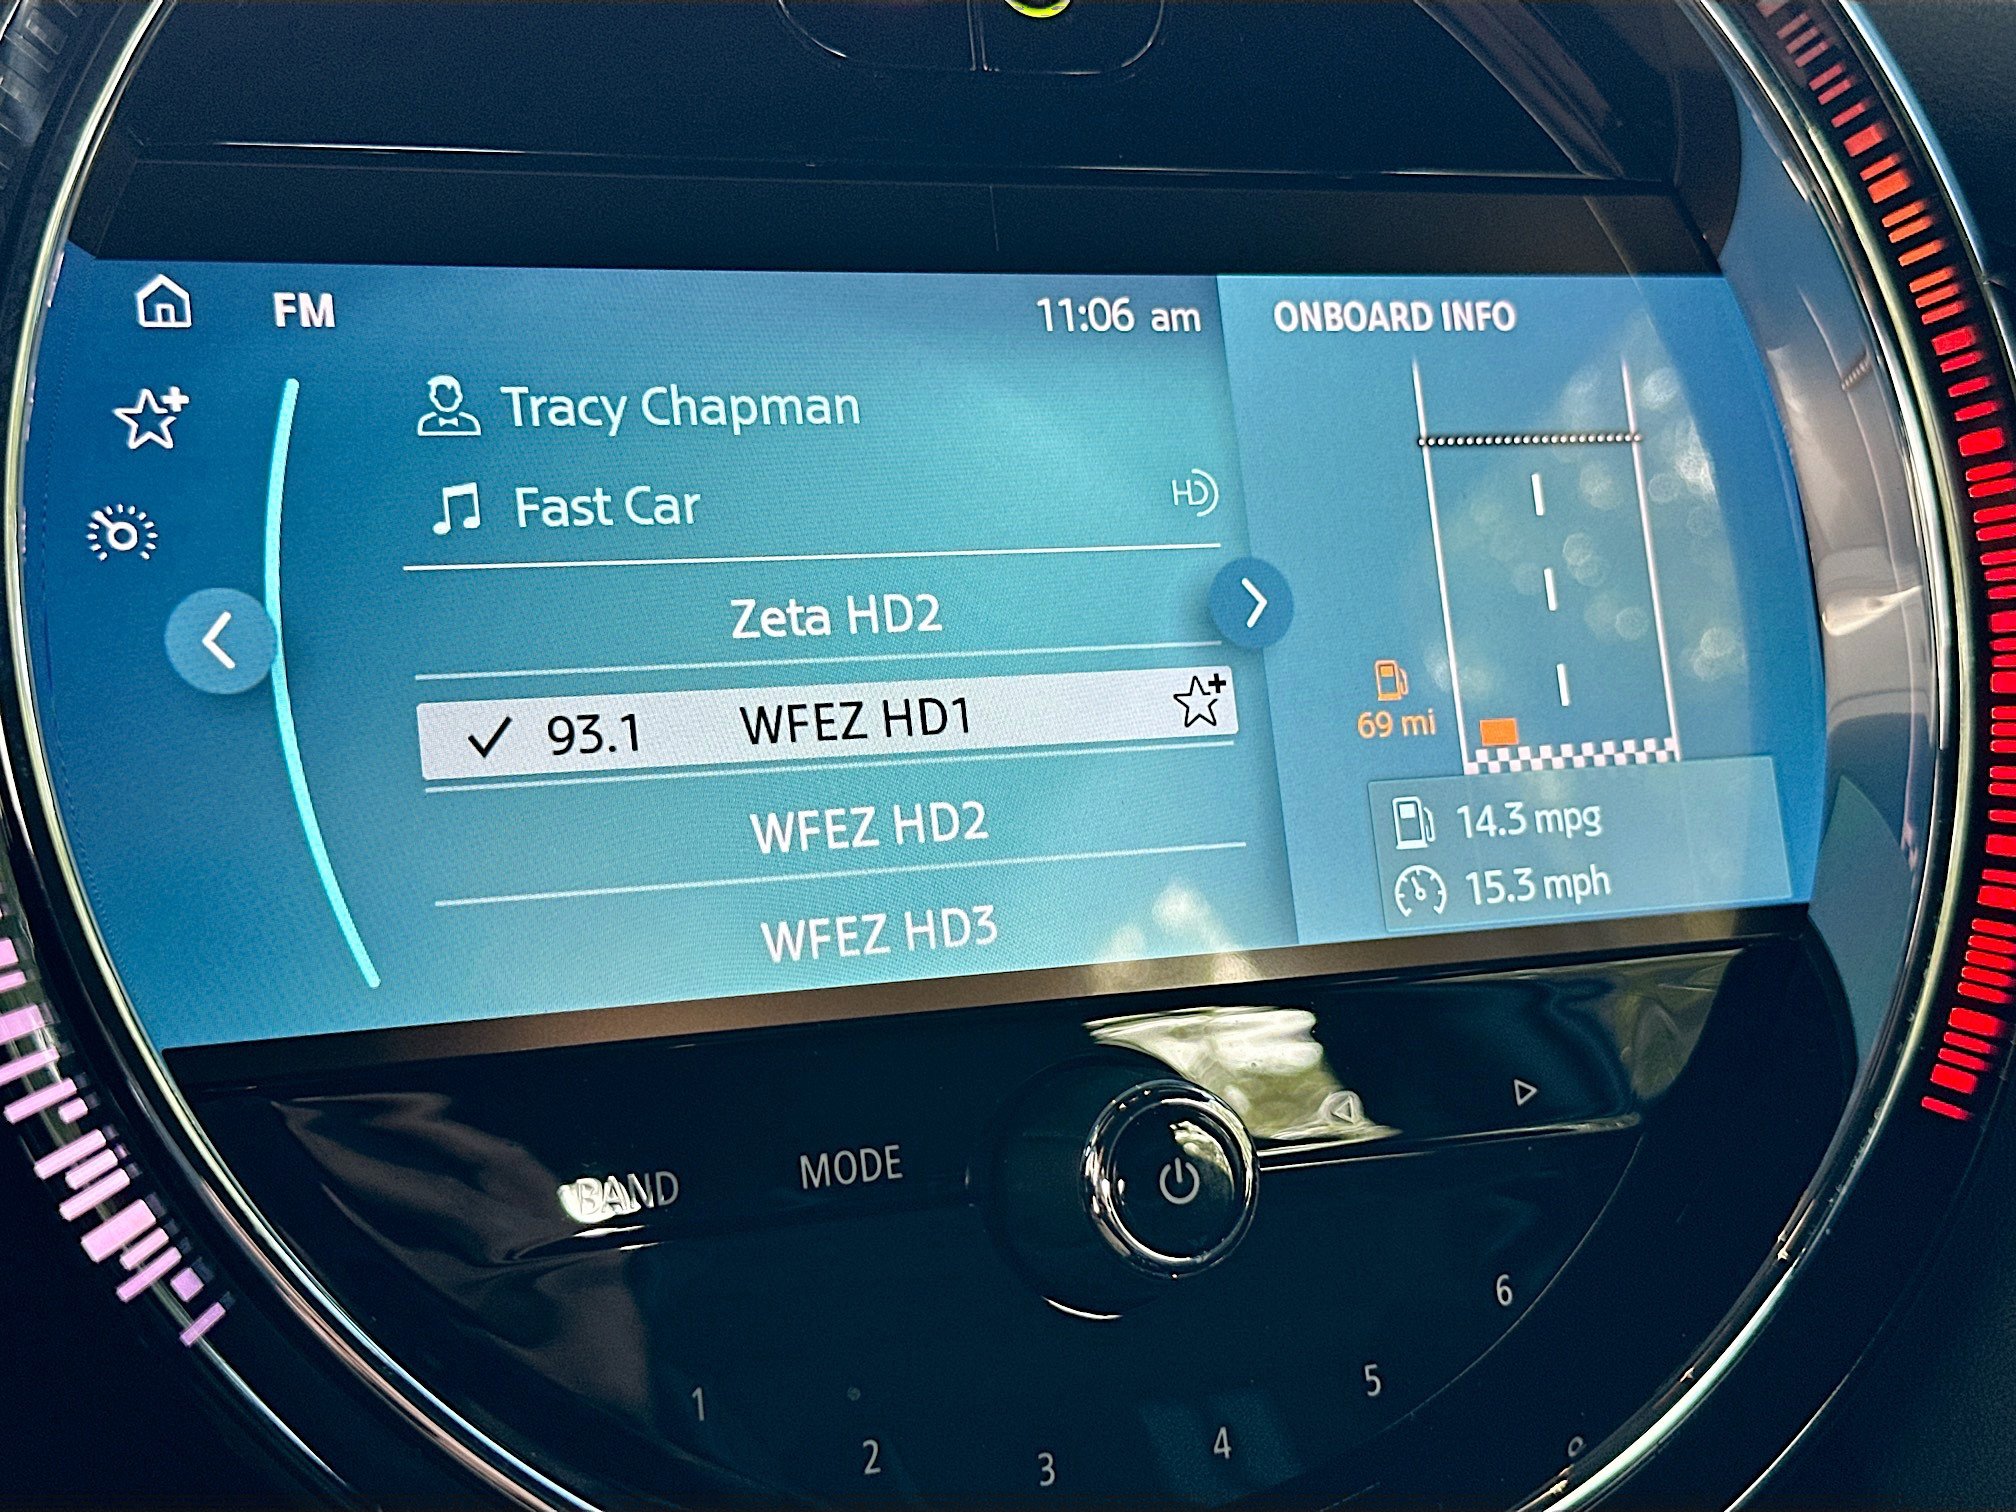 FM
11:06 am
Tracy Chapman
Fast Car
HD
Zeta HD2
93.1 WFEZ HD1
WFEZ HD2
WFEZ HD3
ONBOARD INFO
69 mi
14.3 mpg
15.3 mph
BAND
MODE
1
2
3
4
5
6